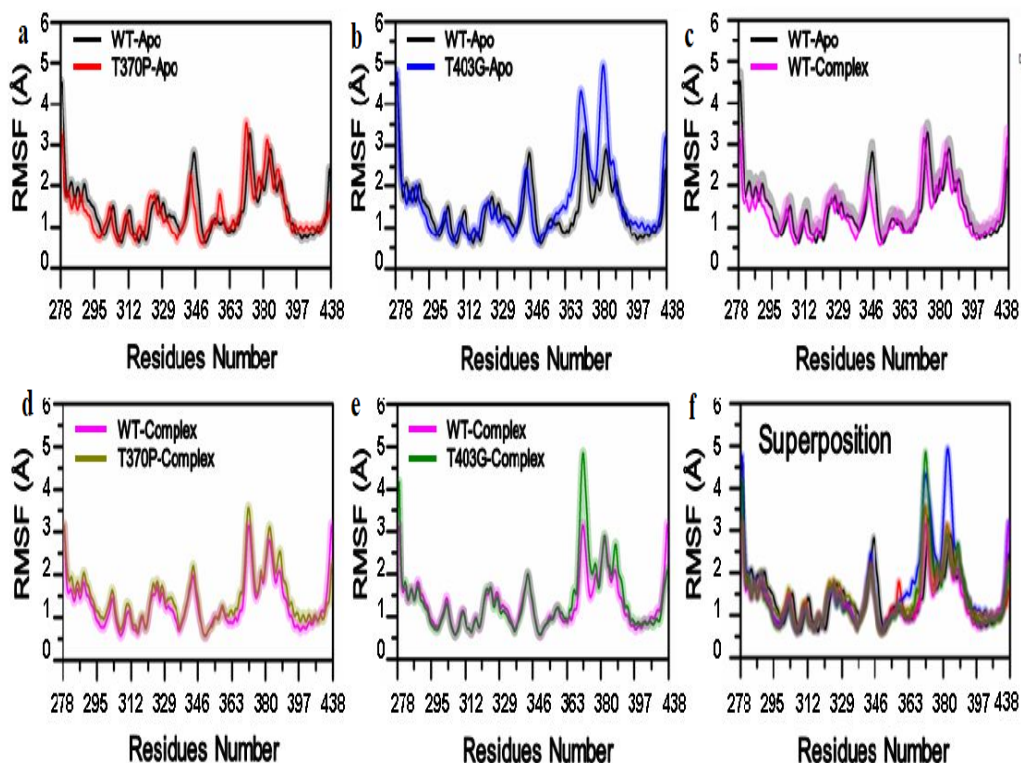 a
6
5
4
3
2
1
0
RMSF (Å)
WT-Apo
T370P-Apo
278 295 312 329 346 363 380 397 438
Residues Number
b
6
5
4
3
2
1
0
RMSF (Å)
WT-Apo
T403G-Apo
278 295 312 329 346 363 380 397 438
Residues Number
c
6
5
4
3
2
1
0
RMSF (Å)
WT-Apo
WT-Complex
278 295 312 329 346 363 380 397 438
Residues Number
d
6
5
4
3
2
1
0
RMSF (Å)
WT-Complex
T370P-Complex
278 295 312 329 346 363 380 397 438
Residues Number
e
6
5
4
3
2
1
0
RMSF (Å)
WT-Complex
T403G-Complex
278 295 312 329 346 363 380 397 438
Residues Number
f
6
5
4
3
2
1
0
RMSF (Å)
Superposition
278 295 312 329 346 363 380 397 438
Residues Number